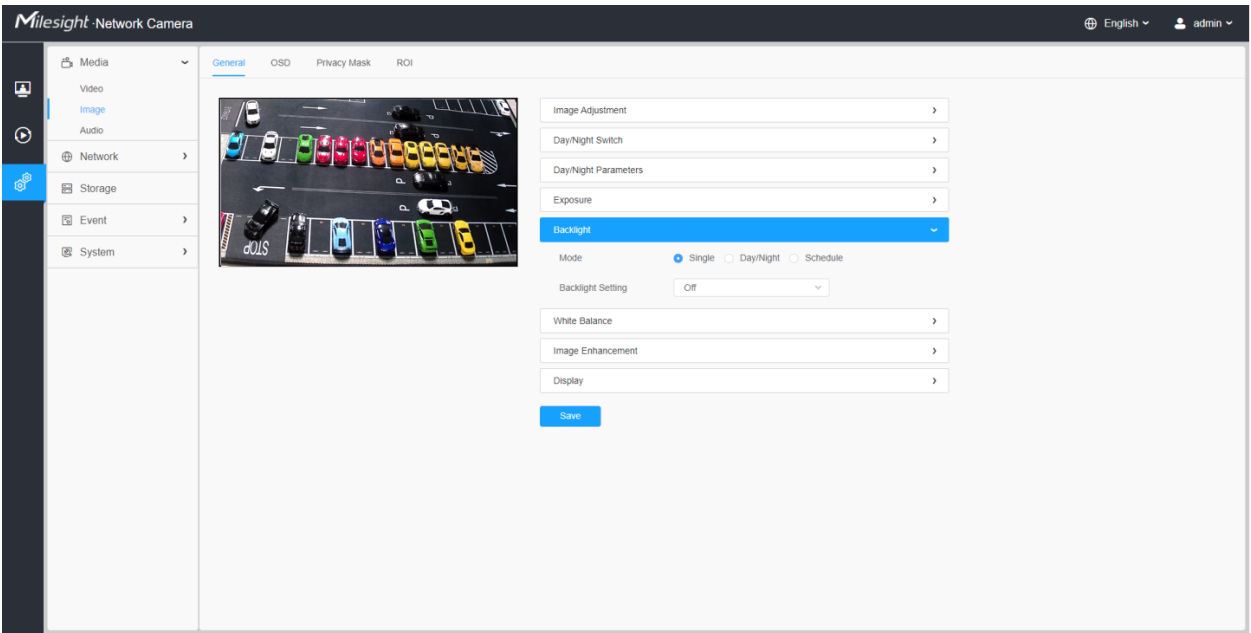 Milesight ·Network Camera
English
admin
Media
Video
Image
Audio
Network
Storage
Event
System
General OSD Privacy Mask ROI
P
P
STOP
Image Adjustment
Day/Night Switch
Day/Night Parameters
Exposure
Backlight
Mode Single Day/Night Schedule
Backlight Setting Off
White Balance
Image Enhancement
Display
Save